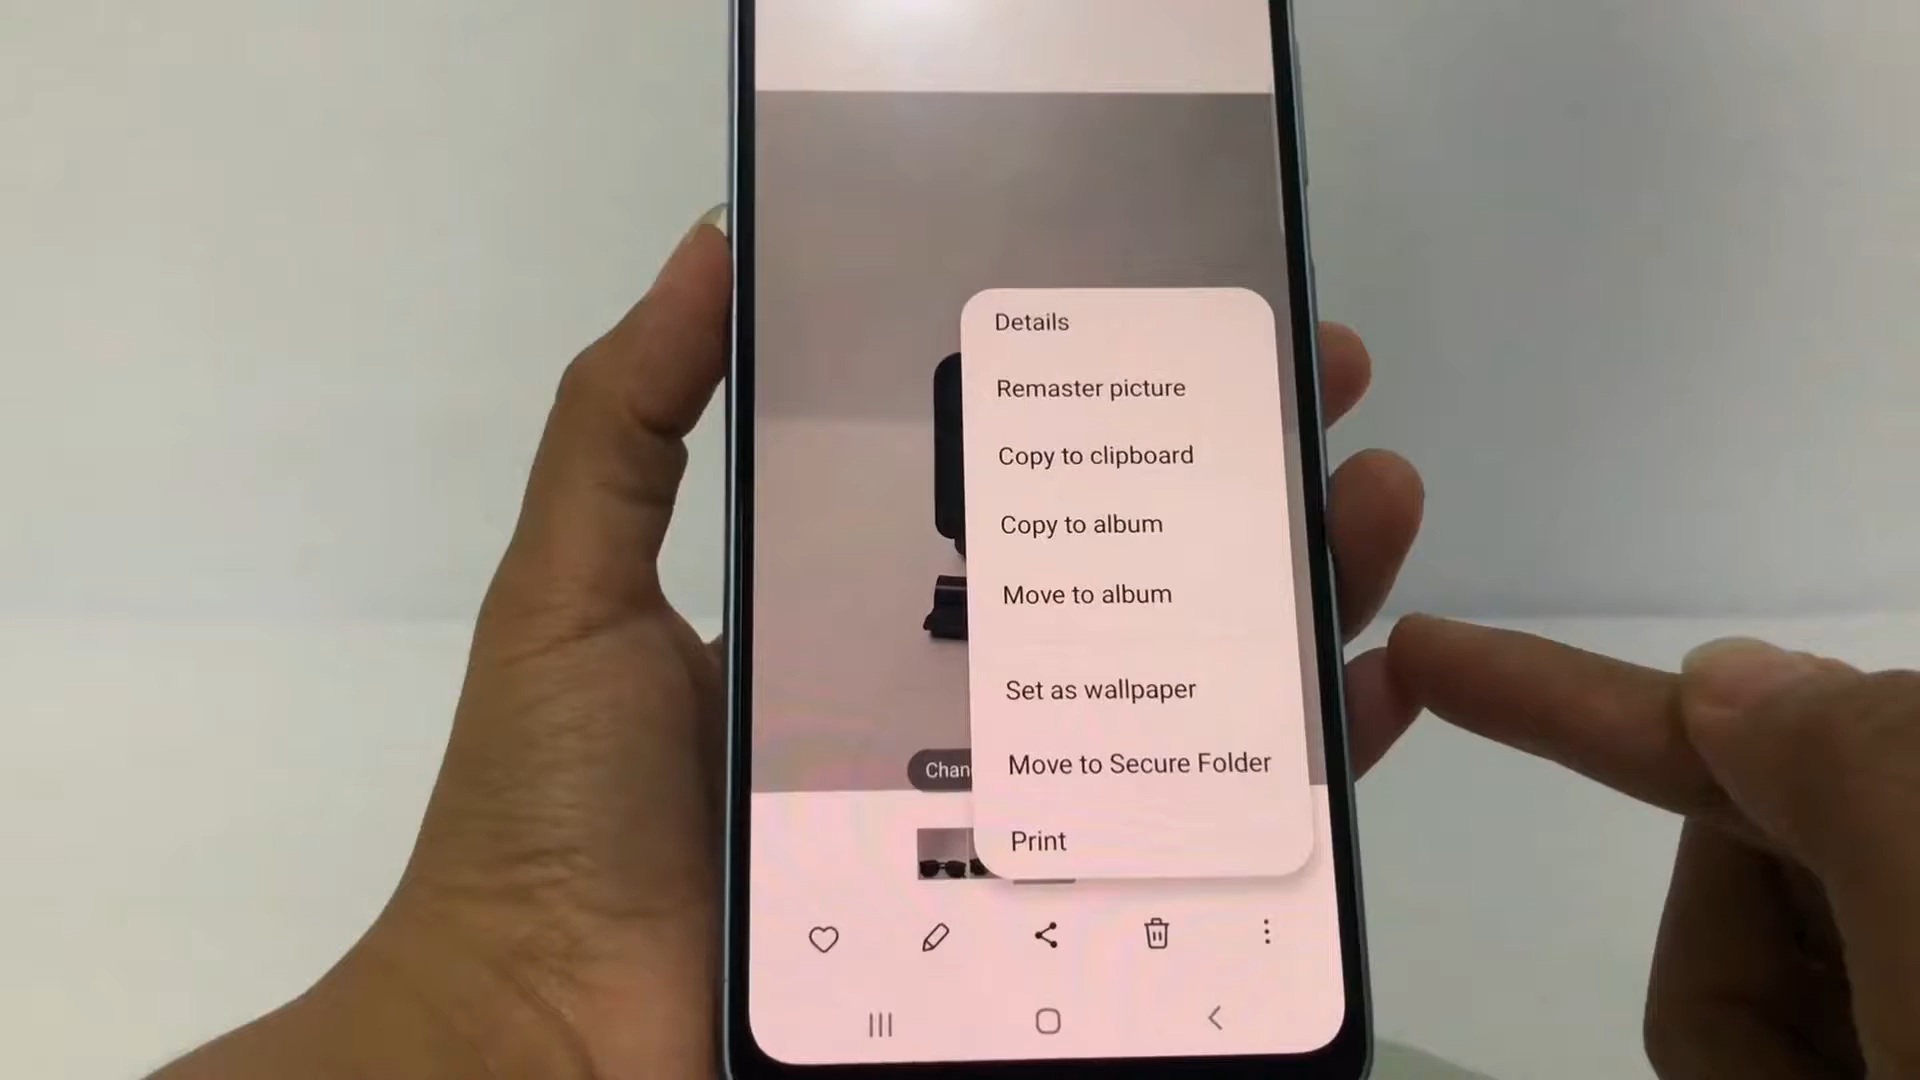 Details
Remaster picture
Copy to clipboard
Copy to album
Move to album
Set as wallpaper
Move to Secure Folder
Chan
Print